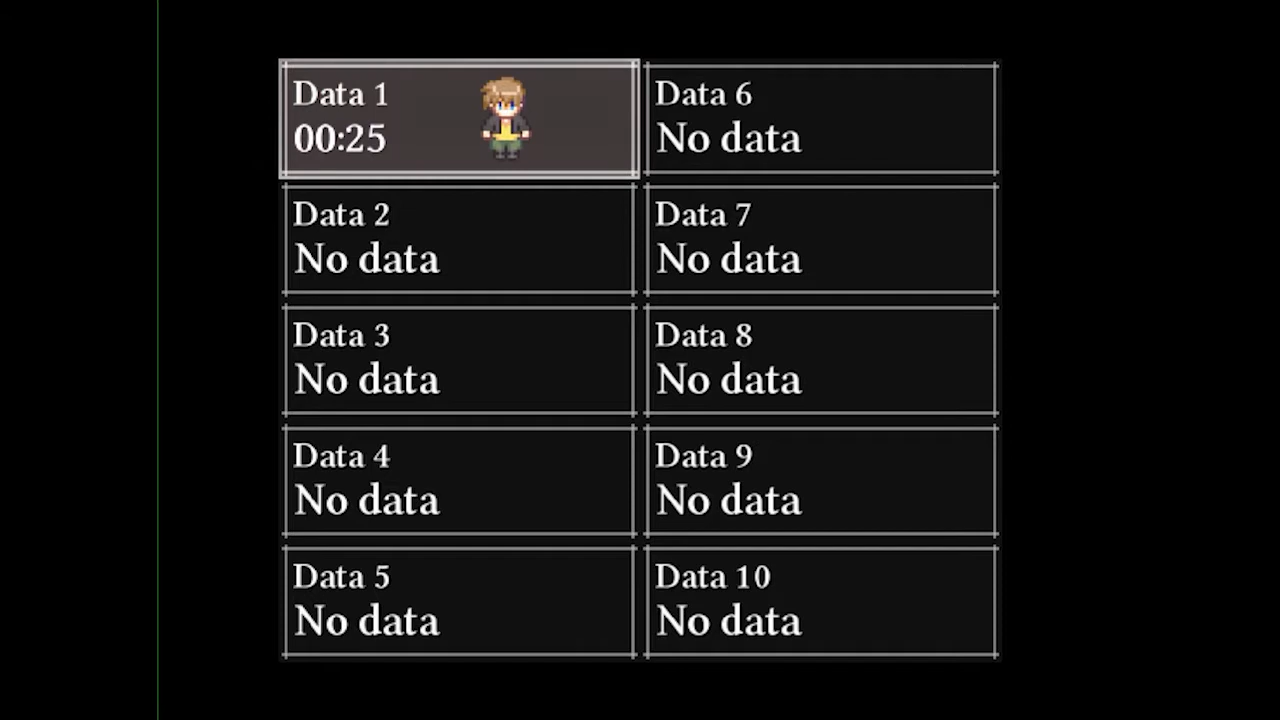 Data 1
00:25
Data 2
No data
Data 3
No data
Data 4
No data
Data 5
No data
Data 6
No data
Data 7
No data
Data 8
No data
Data 9
No data
Data 10
No data